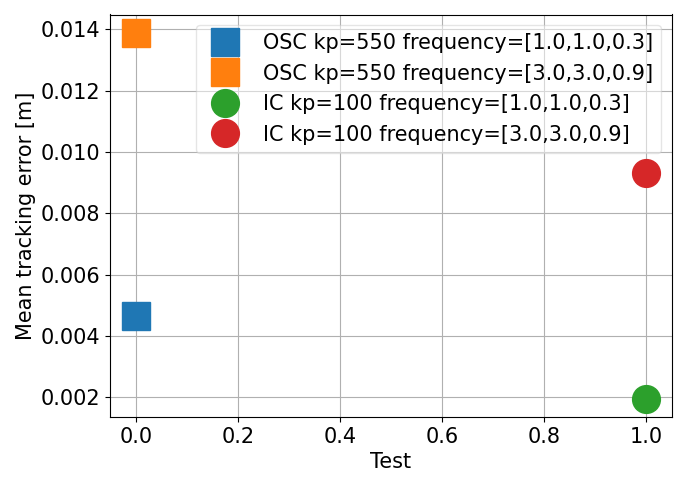 0.014
0.012
0.010
0.008
0.006
0.004
0.002
Mean tracking error [m]
OSC kp=550 frequency=[1.0,1.0,0.3]
OSC kp=550 frequency=[3.0,3.0,0.9]
IC kp=100 frequency=[1.0,1.0,0.3]
IC kp=100 frequency=[3.0,3.0,0.9]
0.0 0.2 0.4 0.6 0.8 1.0
Test